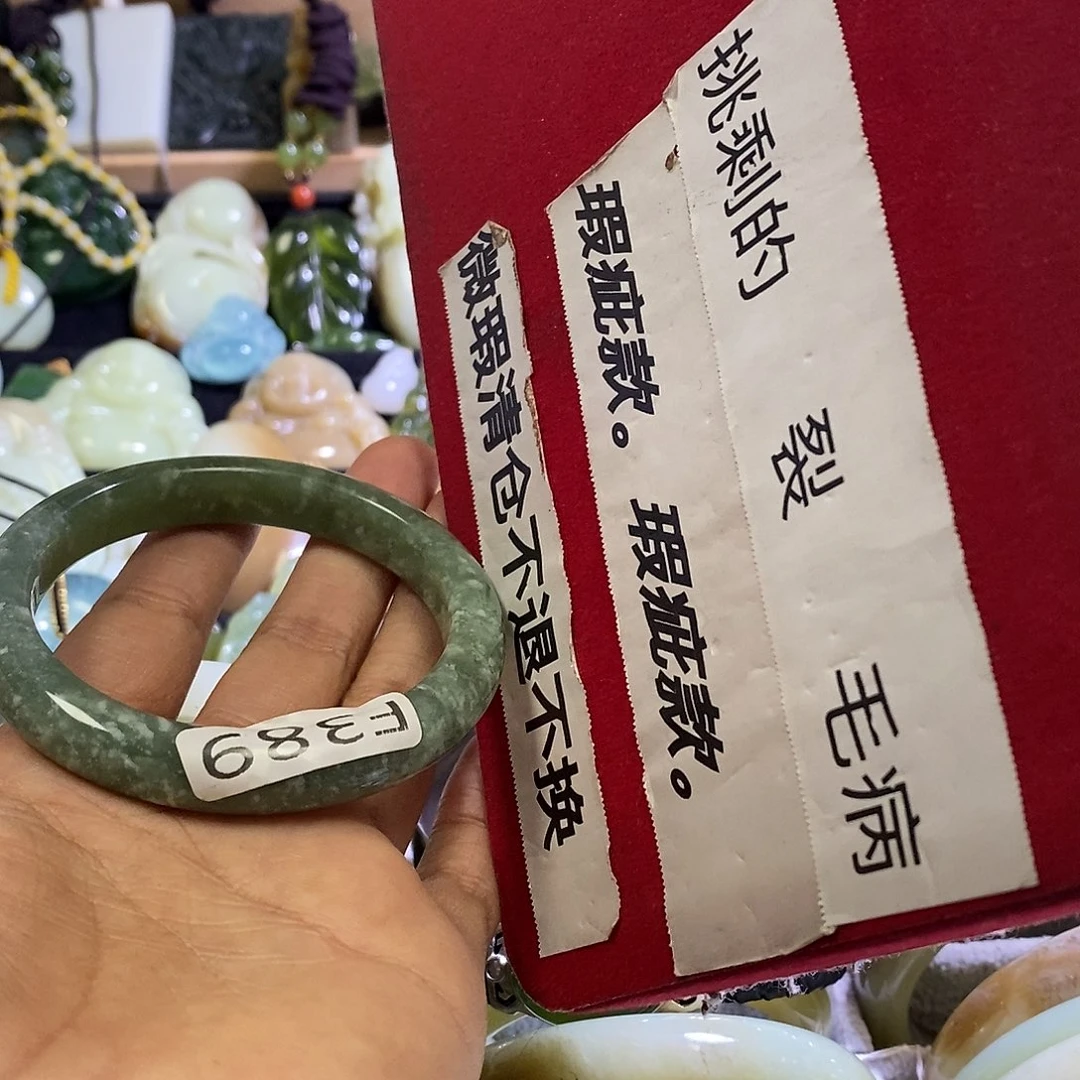 挑剩的 裂 毛病
瑕疵款。瑕疵款。
微瑕清仓不退不换
T389